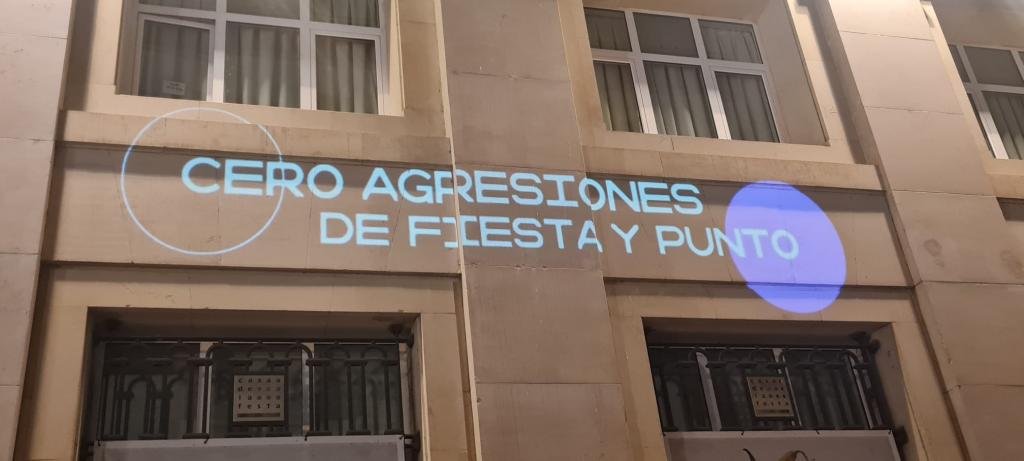 CERO AGRESIONES
DE FIESTA Y PUNTO